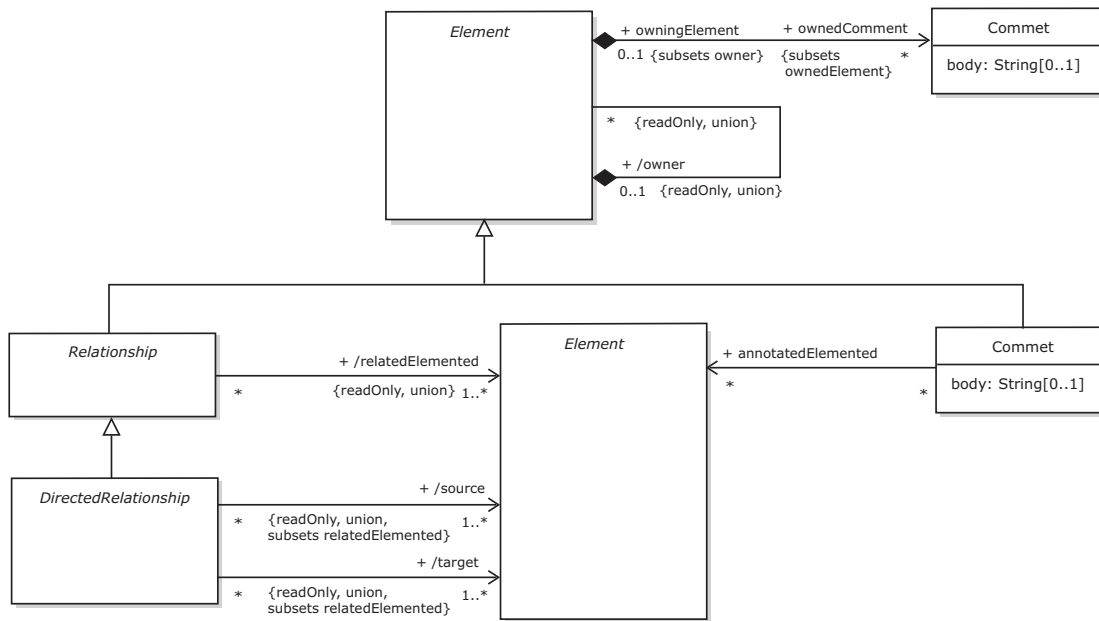 Element
+ owningElement
0..1 {subsets owner}
+ ownedComment
{subsets *
ownedElement}
Commet
body: String[0..1]
* {readOnly, union}
+ /owner
0..1 {readOnly, union}
Relationship
+ /relatedElemented
* {readOnly, union} 1..*
Element
+ annotatedElemented
* *
Commet
body: String[0..1]
DirectedRelationship
+ /source
* {readOnly, union, 1..*
subsets relatedElemented}
+ /target
* {readOnly, union, 1..*
subsets relatedElemented}